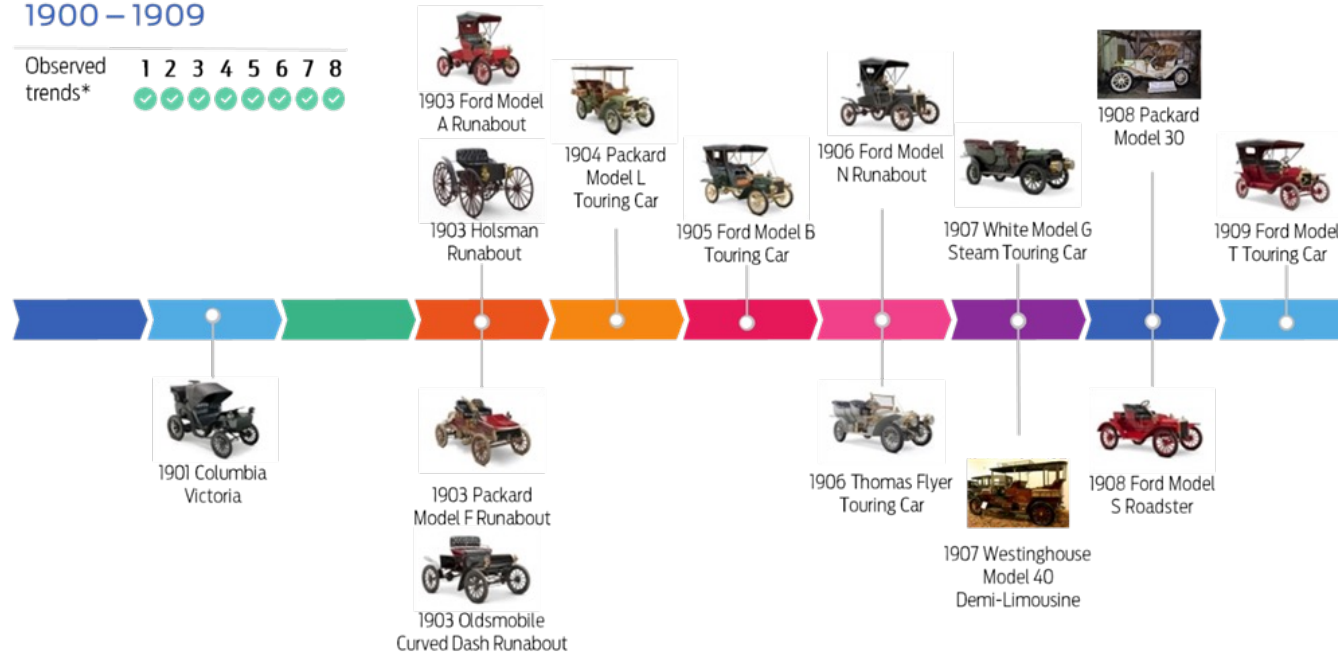 1900 – 1909
Observed
trends*
1 2 3 4 5 6 7 8
1903 Ford Model
A Runabout
1903 Holsman
Runabout
1904 Packard
Model L
Touring Car
1905 Ford Model B
Touring Car
1906 Ford Model
N Runabout
1907 White Model G
Steam Touring Car
1908 Packard
Model 30
1909 Ford Model
T Touring Car
1901 Columbia
Victoria
1903 Packard
Model F Runabout
1903 Oldsmobile
Curved Dash Runabout
1906 Thomas Flyer
Touring Car
1907 Westinghouse
Model 40
Demi-Limousine
1908 Ford Model
S Roadster